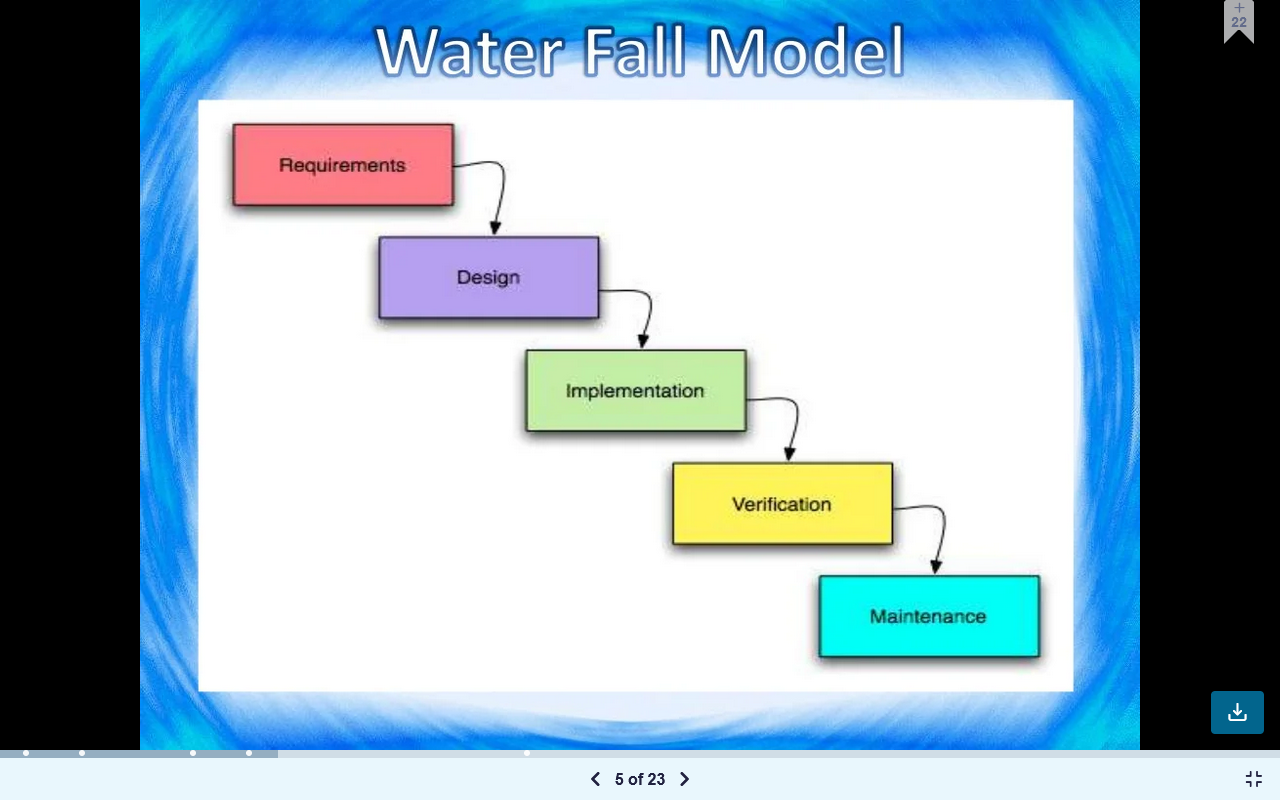 Water Fall Model
+
22
Requirements
Design
Implementation
Verification
Maintenance
5 of 23